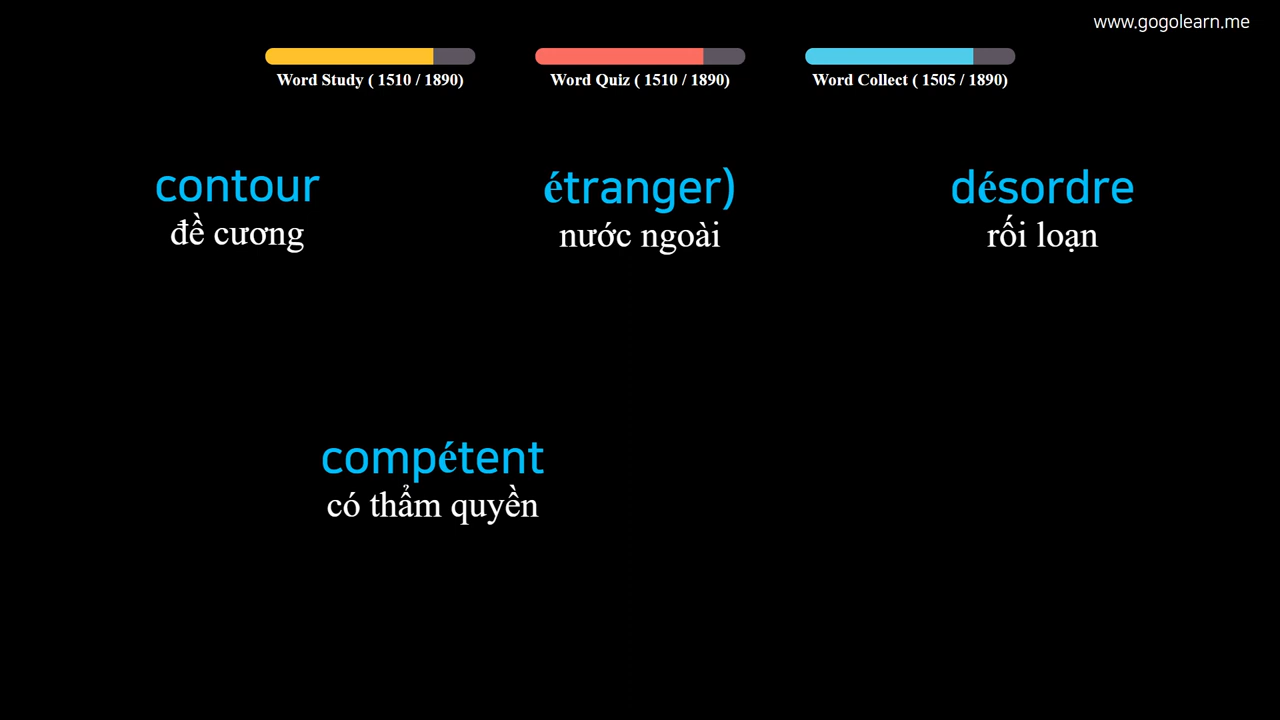 www.gogolearn.me
Word Study ( 1510 / 1890)
Word Quiz ( 1510 / 1890)
Word Collect ( 1505 / 1890)
contour
đề cương
étranger)
nước ngoài
désordre
rối loạn
compétent
có thẩm quyền